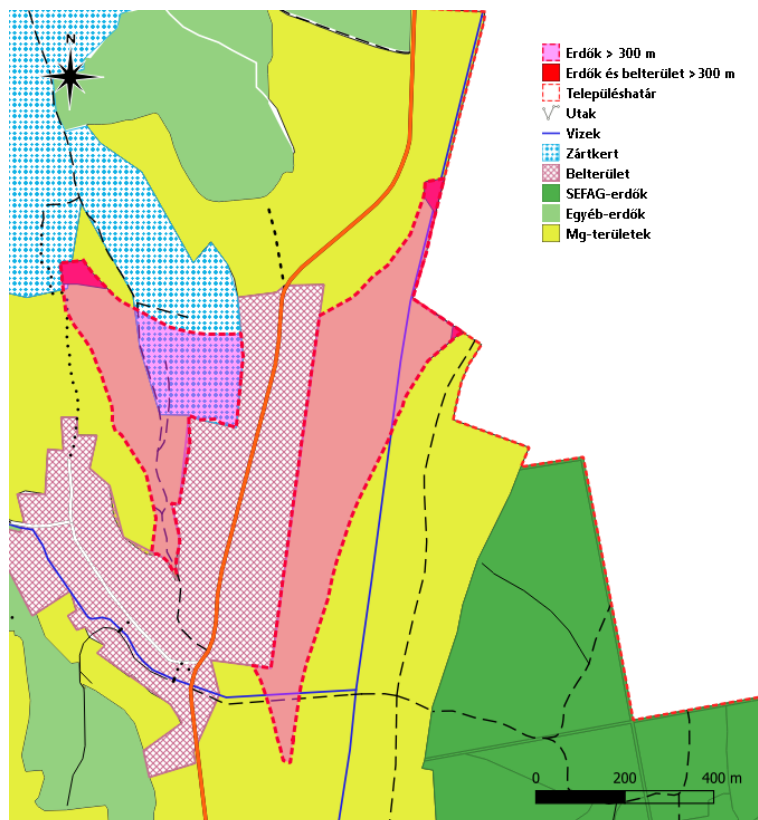 N
Erdők > 300 m
Erdők és belterület >300 m
Településhatár
Utak
Vizek
Zártkert
Belterület
SEFAG-erdők
Egyéb-erdők
Mg-területek
0 200 400 m